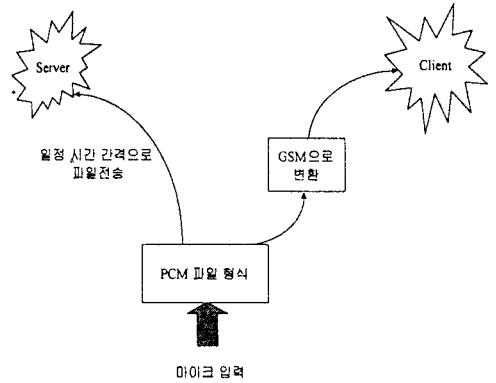 Server
Client
일정 시간 간격으로
파일전송
GSM으로
변환
PCM 파일 형식
마이크 입력